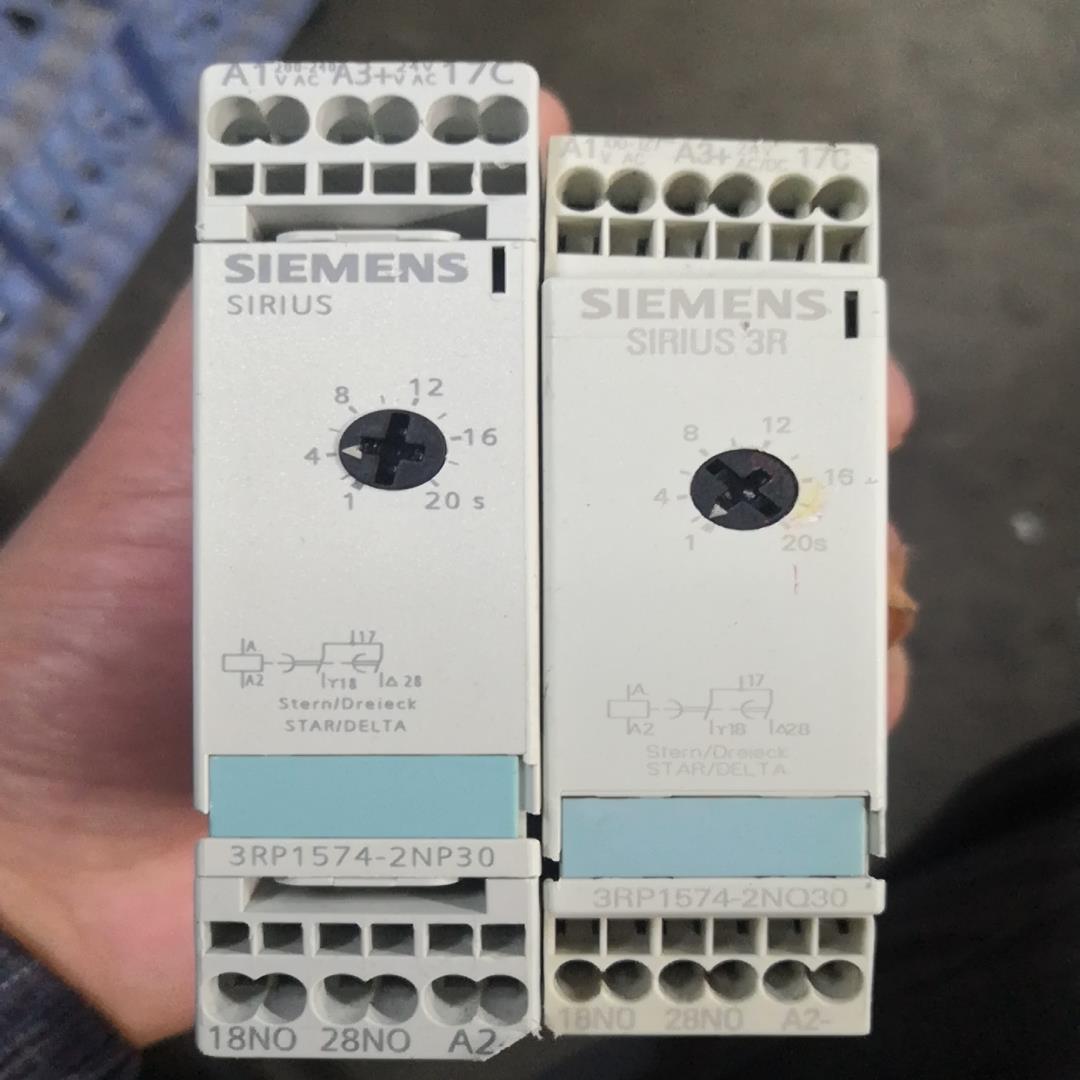 A1 200-240 V AC A3+ 24V V AC 17C
SIEMENS
SIRIUS
8 12
4 16
1 20 s
A 17
A2 Y18 Δ 28
Stern/Dreieck
STAR/DELTA
3RP1574-2NP30
18NO 28NO A2-
A1 100-127 V AC A3+ 24V AC/DC 17C
SIEMENS
SIRIUS 3R
8 12
4 16
1 20s
A 17
A2 Y18 Δ28
Stern/Dreieck
STAR/DELTA
3RP1574-2NQ30
18NO 28NO A2-